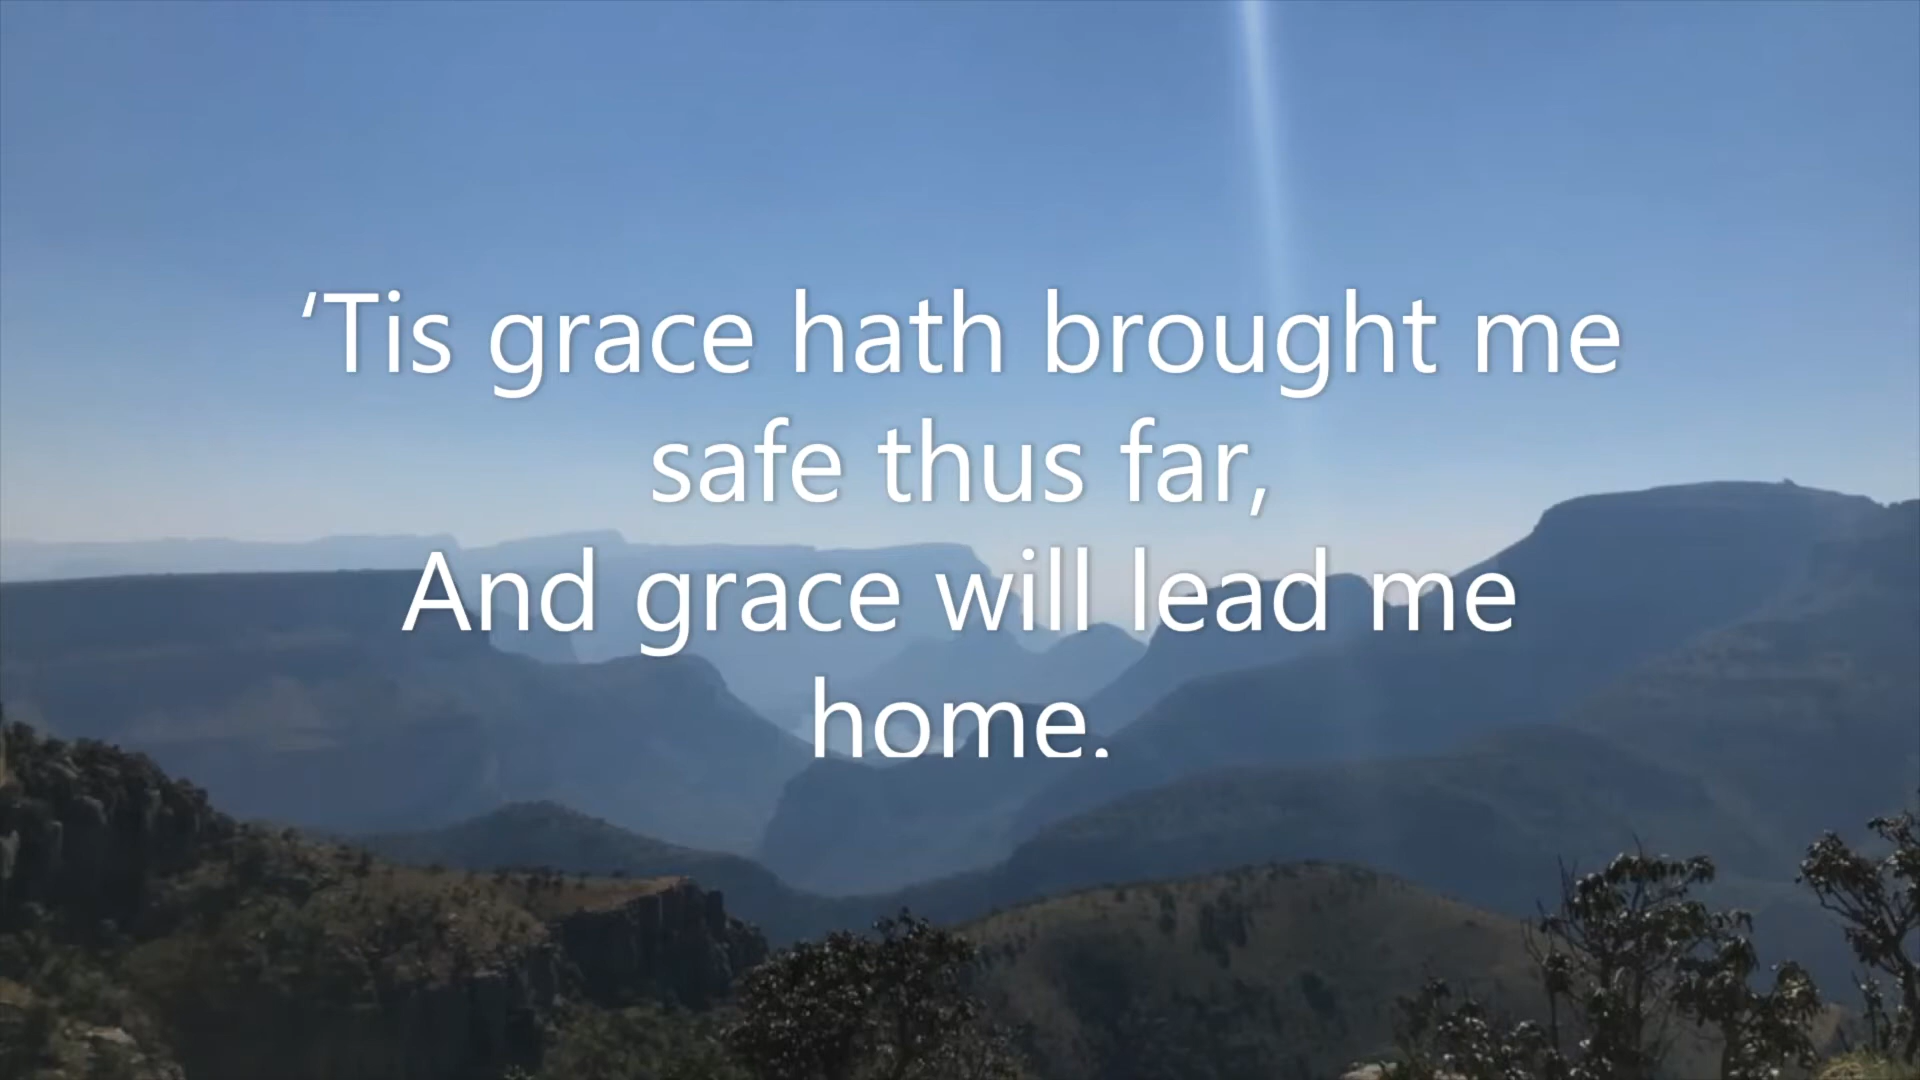 ‘Tis grace hath brought me
safe thus far,
And grace will lead me
home.